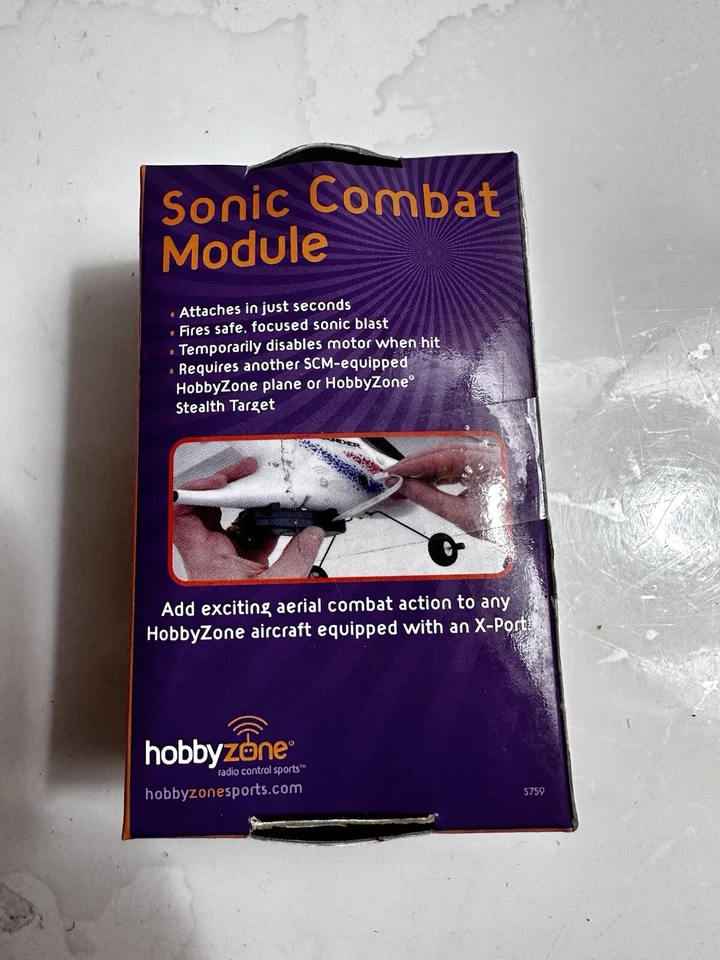 Sonic Combat
Module
• Attaches in just seconds
• Fires safe, focused sonic blast
• Temporarily disables motor when hit
• Requires another SCM-equipped
HobbyZone plane or HobbyZone®
Stealth Target
Add exciting aerial combat action to any
HobbyZone aircraft equipped with an X-Port.
hobbyzone®
radio control sports™
hobbyzonesports.com
5759